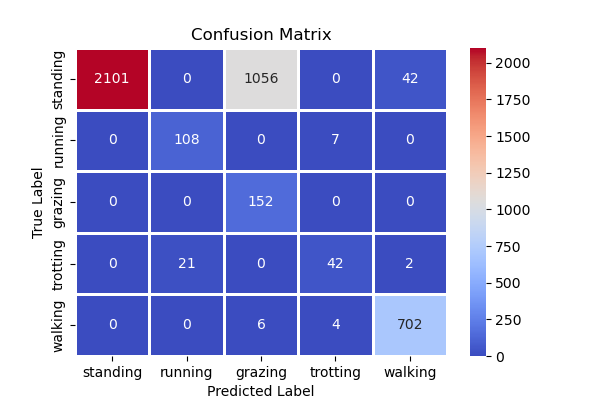 Confusion Matrix
True Label
standing 2101 0 1056 0 42
running 0 108 0 7 0
grazing 0 0 152 0 0
trotting 0 21 0 42 2
walking 0 0 6 4 702
standing running grazing trotting walking
Predicted Label
2000
1750
1500
1250
1000
750
500
250
0